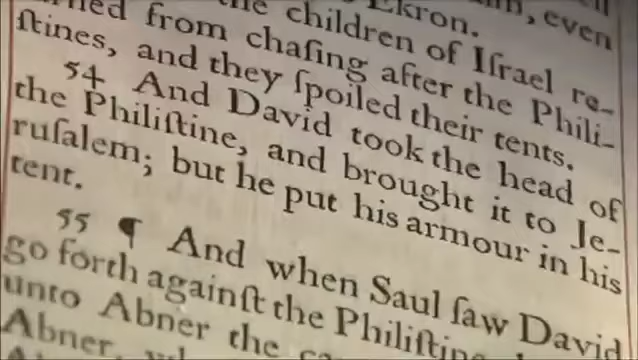 Ekron.
the children of Iſrael re-
from chaſing after the Phili-
ſtines, and they ſpoiled their tents.
54 And David took the head of
the Philiſtine, and brought it to Je-
ruſalem; but he put his armour in his
tent.
55 ¶ And when Saul ſaw David
go forth againſt the Philiſtine
unto Abner the
Abner,